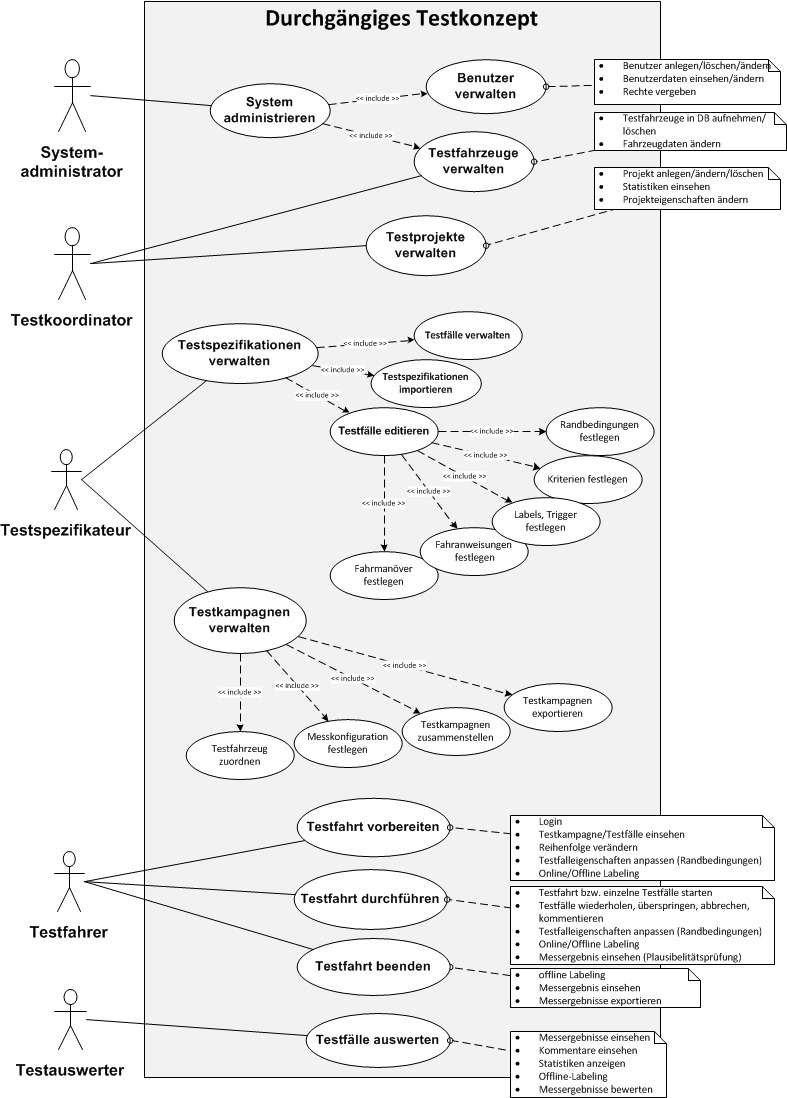 Durchgängiges Testkonzept
System-
administrator
System
administrieren
<< include >>
Benutzer
verwalten
• Benutzer anlegen/löschen/ändern
• Benutzerdaten einsehen/ändern
• Rechte vergeben
<< include >>
Testfahrzeuge
verwalten
• Testfahrzeuge in DB aufnehmen/
löschen
• Fahrzeugdaten ändern
Testkoordinator
Testprojekte
verwalten
• Projekt anlegen/ändern/löschen
• Statistiken einsehen
• Projekteigenschaften ändern
Testspezifikateur
Testspezifikationen
verwalten
<< include >>
Testfälle verwalten
<< include >>
Testspezifikationen
importieren
<< include >>
Testfälle editieren
<< include >>
Randbedingungen
festlegen
<< include >>
Kriterien festlegen
<< include >>
Labels, Trigger
festlegen
<< include >>
Fahranweisungen
festlegen
<< include >>
Fahrmanöver
festlegen
Testkampagnen
verwalten
<< include >>
Testkampagnen
exportieren
<< include >>
Testkampagnen
zusammenstellen
<< include >>
Messkonfiguration
festlegen
<< include >>
Testfahrzeug
zuordnen
Testfahrer
Testfahrt vorbereiten
• Login
• Testkampagne/Testfälle einsehen
• Reihenfolge verändern
• Testfalleigenschaften anpassen (Randbedingungen)
• Online/Offline Labeling
Testfahrt durchführen
• Testfahrt bzw. einzelne Testfälle starten
• Testfälle wiederholen, überspringen, abbrechen,
kommentieren
• Testfalleigenschaften anpassen (Randbedingungen)
• Online/Offline Labeling
• Messergebnis einsehen (Plausibelitätsprüfung)
Testfahrt beenden
• offline Labeling
• Messergebnis einsehen
• Messergebnisse exportieren
Testauswerter
Testfälle auswerten
• Messergebnisse einsehen
• Kommentare einsehen
• Statistiken anzeigen
• Offline-Labeling
• Messergebnisse bewerten